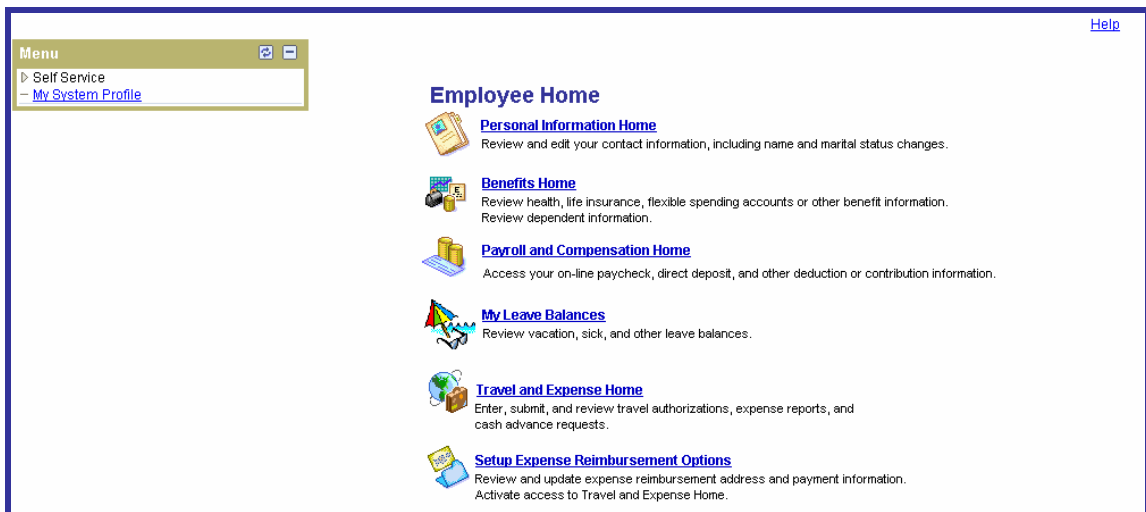 Help
Menu
Self Service
My System Profile
Employee Home
Personal Information Home
Review and edit your contact information, including name and marital status changes.
Benefits Home
Review health, life insurance, flexible spending accounts or other benefit information.
Review dependent information.
Payroll and Compensation Home
Access your on-line paycheck, direct deposit, and other deduction or contribution information.
My Leave Balances
Review vacation, sick, and other leave balances.
Travel and Expense Home
Enter, submit, and review travel authorizations, expense reports, and
cash advance requests.
Setup Expense Reimbursement Options
Review and update expense reimbursement address and payment information.
Activate access to Travel and Expense Home.